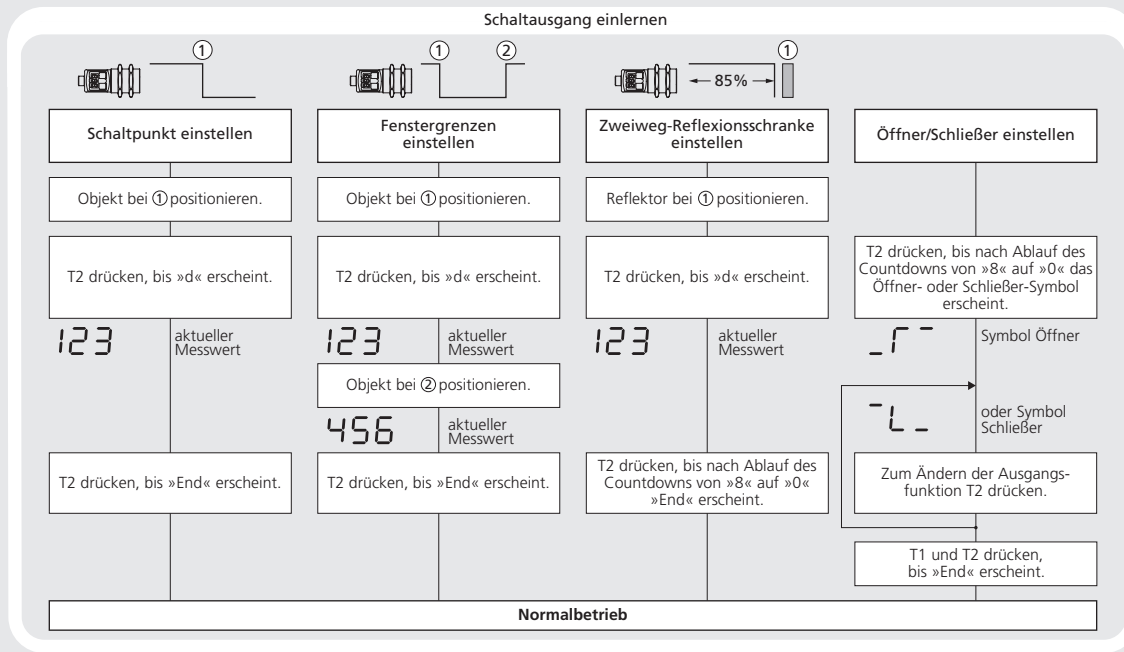 Schaltausgang einlernen
①
Schaltpunkt einstellen
Objekt bei ① positionieren.
T2 drücken, bis »d« erscheint.
123
aktueller
Messwert
T2 drücken, bis »End« erscheint.
① ②
Fenstergrenzen
einstellen
Objekt bei ① positionieren.
T2 drücken, bis »d« erscheint.
123
aktueller
Messwert
Objekt bei ② positionieren.
456
aktueller
Messwert
T2 drücken, bis »End« erscheint.
①
85%
Zweiweg-Reflexionsschranke
einstellen
Reflektor bei ① positionieren.
T2 drücken, bis »d« erscheint.
123
aktueller
Messwert
T2 drücken, bis nach Ablauf des
Countdowns von »8« auf »0«
»End« erscheint.
Öffner/Schließer einstellen
T2 drücken, bis nach Ablauf des
Countdowns von »8« auf »0« das
Öffner- oder Schließer-Symbol
erscheint.
Symbol Öffner
oder Symbol
Schließer
Zum Ändern der Ausgangs-
funktion T2 drücken.
T1 und T2 drücken,
bis »End« erscheint.
Normalbetrieb